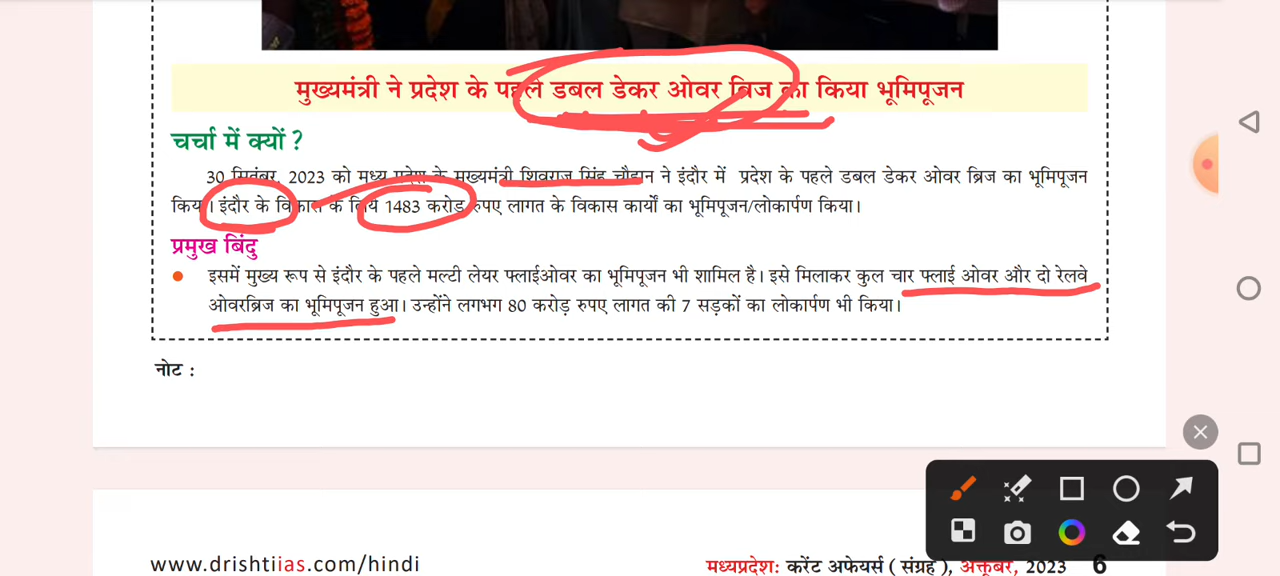 मुख्यमंत्री ने प्रदेश के पहले डबल डेकर ओवर ब्रिज का किया भूमिपूजन
चर्चा में क्यों ?
30 सितंबर, 2023 को मध्य प्रदेश के मुख्यमंत्री शिवराज सिंह चौहान ने इंदौर में प्रदेश के पहले डबल डेकर ओवर ब्रिज का भूमिपूजन
किया। इंदौर के विकास के लिये 1483 करोड़ रुपए लागत के विकास कार्यों का भूमिपूजन/लोकार्पण किया।
प्रमुख बिंदु
● इसमें मुख्य रूप से इंदौर के पहले मल्टी लेयर फ्लाईओवर का भूमिपूजन भी शामिल है। इसे मिलाकर कुल चार फ्लाई ओवर और दो रेलवे
ओवरब्रिज का भूमिपूजन हुआ। उन्होंने लगभग 80 करोड़ रुपए लागत की 7 सड़कों का लोकार्पण भी किया।
नोट :
www.drishtiias.com/hindi
मध्यप्रदेश: करेंट अफेयर्स ( संग्रह ), अक्तूबर, 2023 6